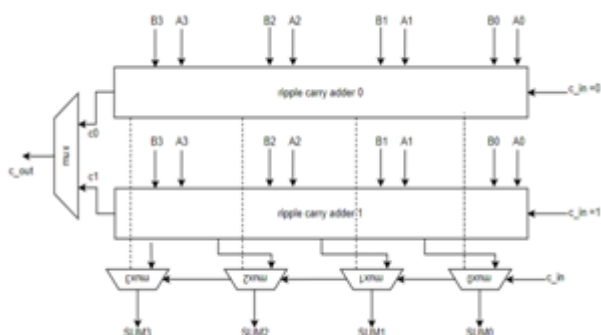 B3 A3 B2 A2 B1 A1 B0 A0
ripple carry adder 0
c_in =0
c0
mux
c_out
B3 A3 B2 A2 B1 A1 B0 A0
c1
ripple carry adder 1
c_in =1
mux3 mux2 mux1 mux0
c_in
SUM3 SUM2 SUM1 SUM0